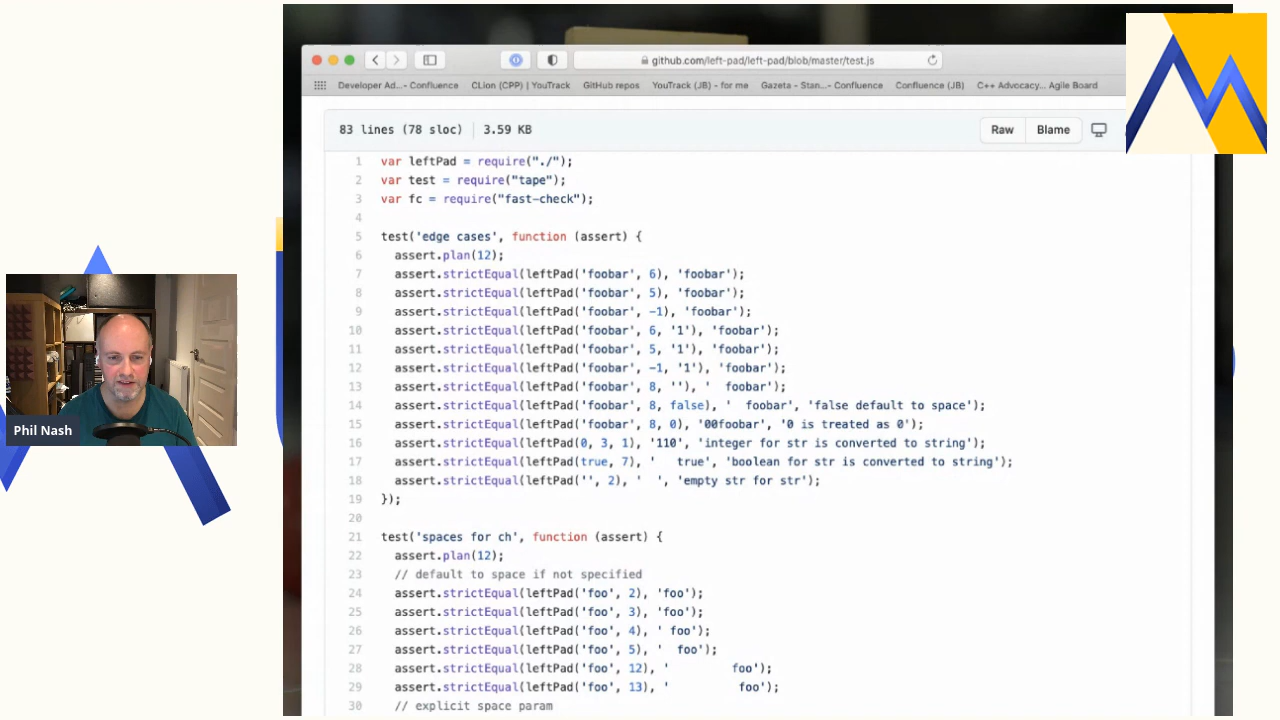 github.com/left-pad/left-pad/blob/master/test.js
Developer Ad...- Confluence CLion (CPP) | YouTrack GitHub repos YouTrack (JB) - for me Gazeta - Stan...- Confluence Confluence (JB) C++ Advocacy... Agile Board
83 lines (78 sloc) 3.59 KB
Raw Blame
1 var leftPad = require("./");
2 var test = require("tape");
3 var fc = require("fast-check");
4
5 test('edge cases', function (assert) {
6 assert.plan(12);
7 assert.strictEqual(leftPad('foobar', 6), 'foobar');
8 assert.strictEqual(leftPad('foobar', 5), 'foobar');
9 assert.strictEqual(leftPad('foobar', -1), 'foobar');
10 assert.strictEqual(leftPad('foobar', 6, '1'), 'foobar');
11 assert.strictEqual(leftPad('foobar', 5, '1'), 'foobar');
12 assert.strictEqual(leftPad('foobar', -1, '1'), 'foobar');
13 assert.strictEqual(leftPad('foobar', 8, ''), '  foobar');
14 assert.strictEqual(leftPad('foobar', 8, false), '  foobar', 'false default to space');
15 assert.strictEqual(leftPad('foobar', 8, 0), '00foobar', '0 is treated as 0');
16 assert.strictEqual(leftPad(0, 3, 1), '110', 'integer for str is converted to string');
17 assert.strictEqual(leftPad(true, 7), '   true', 'boolean for str is converted to string');
18 assert.strictEqual(leftPad('', 2), '  ', 'empty str for str');
19 });
20
21 test('spaces for ch', function (assert) {
22 assert.plan(12);
23 // default to space if not specified
24 assert.strictEqual(leftPad('foo', 2), 'foo');
25 assert.strictEqual(leftPad('foo', 3), 'foo');
26 assert.strictEqual(leftPad('foo', 4), ' foo');
27 assert.strictEqual(leftPad('foo', 5), '  foo');
28 assert.strictEqual(leftPad('foo', 12), '         foo');
29 assert.strictEqual(leftPad('foo', 13), '          foo');
30 // explicit space param
Phil Nash